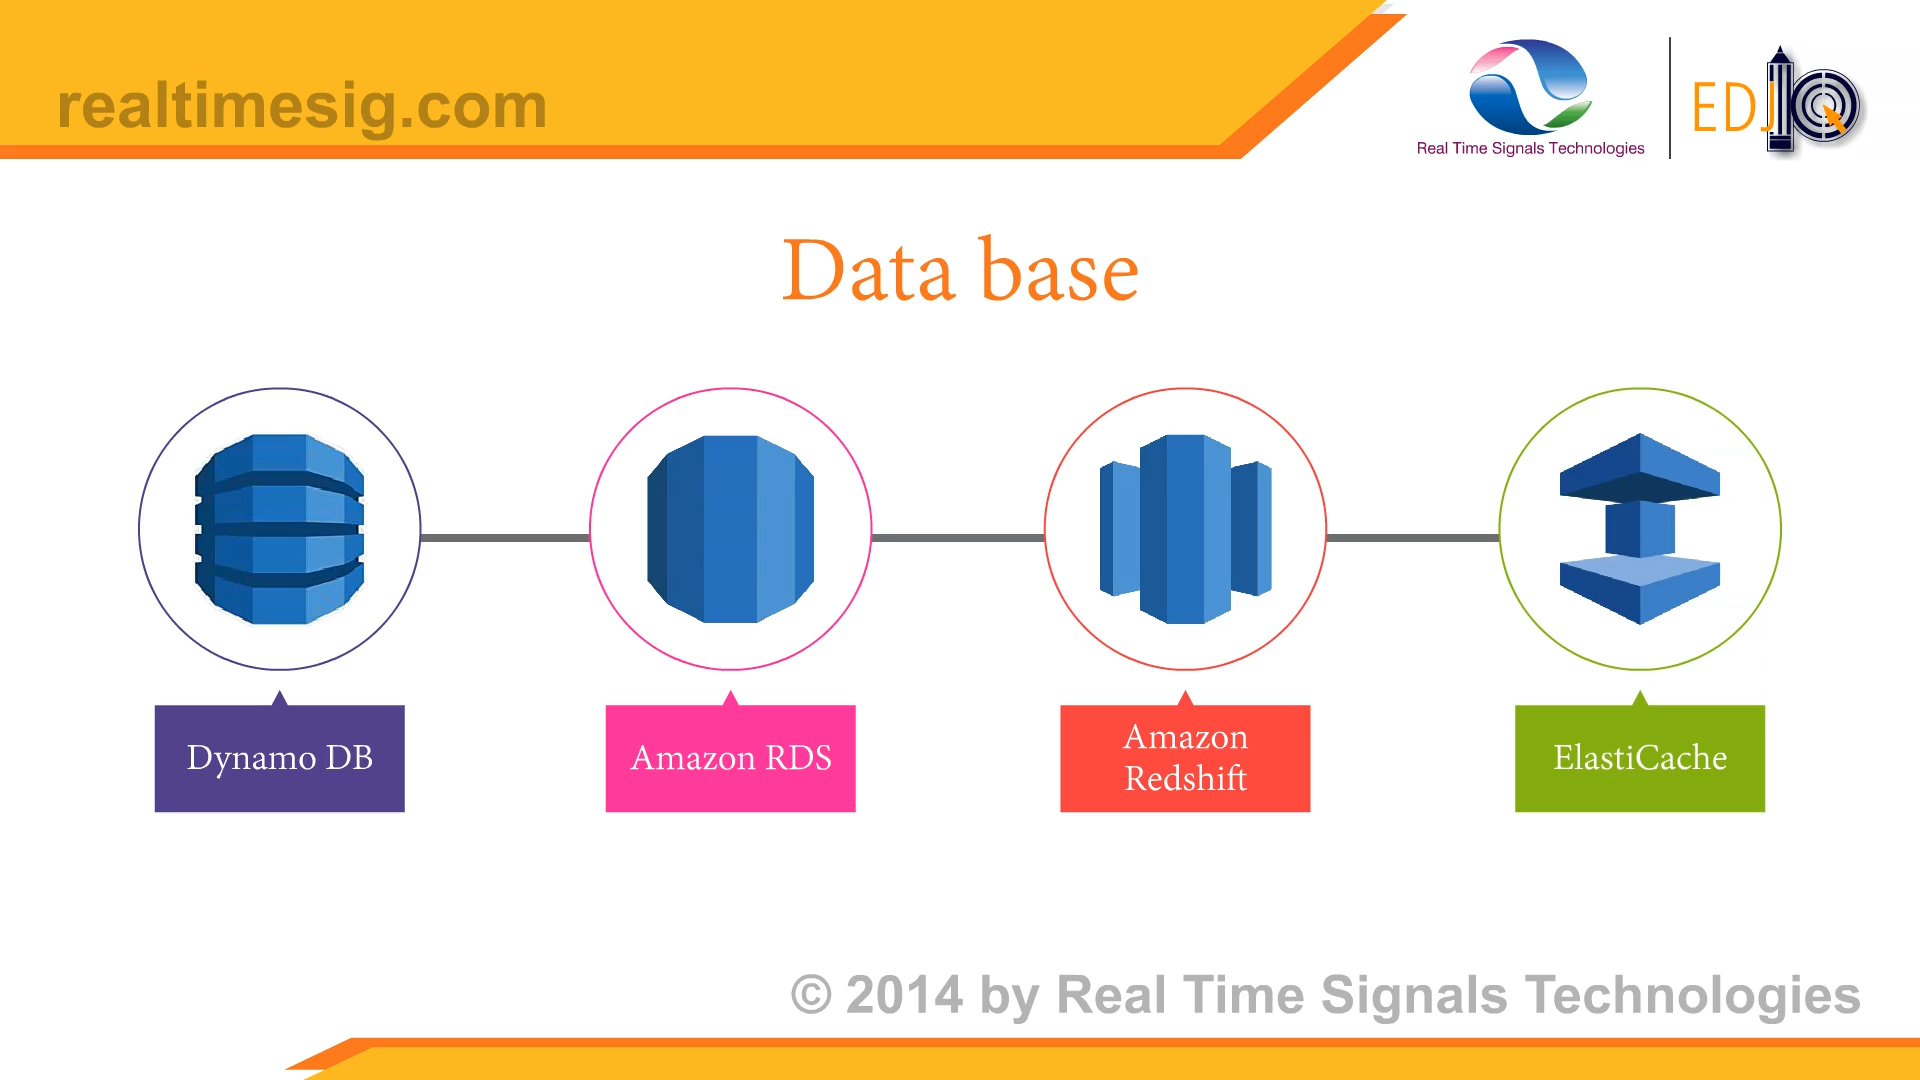 realtimesig.com
Real Time Signals Technologies
EDJ
Data base
Dynamo DB
Amazon RDS
Amazon
Redshift
ElastiCache
© 2014 by Real Time Signals Technologies